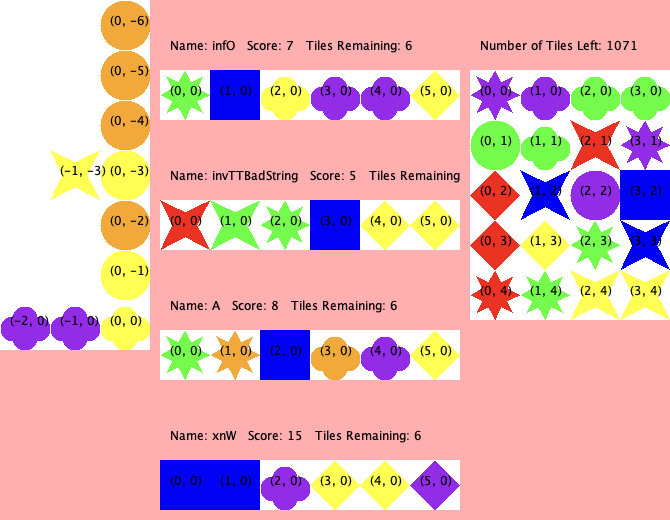 (0, −6)
(0, −5)
(0, −4)
(−1, −3) (0, −3)
(0, −2)
(0, −1)
(−2, 0) (−1, 0) (0, 0)
Name: infO Score: 7 Tiles Remaining: 6
(0, 0) (1, 0) (2, 0) (3, 0) (4, 0) (5, 0)
Name: invTTBadString Score: 5 Tiles Remaining
(0, 0) (1, 0) (2, 0) (3, 0) (4, 0) (5, 0)
Name: A Score: 8 Tiles Remaining: 6
(0, 0) (1, 0) (2, 0) (3, 0) (4, 0) (5, 0)
Name: xnW Score: 15 Tiles Remaining: 6
(0, 0) (1, 0) (2, 0) (3, 0) (4, 0) (5, 0)
Number of Tiles Left: 1071
(0, 0) (1, 0) (2, 0) (3, 0)
(0, 1) (1, 1) (2, 1) (3, 1)
(0, 2) (1, 2) (2, 2) (3, 2)
(0, 3) (1, 3) (2, 3) (3, 3)
(0, 4) (1, 4) (2, 4) (3, 4)